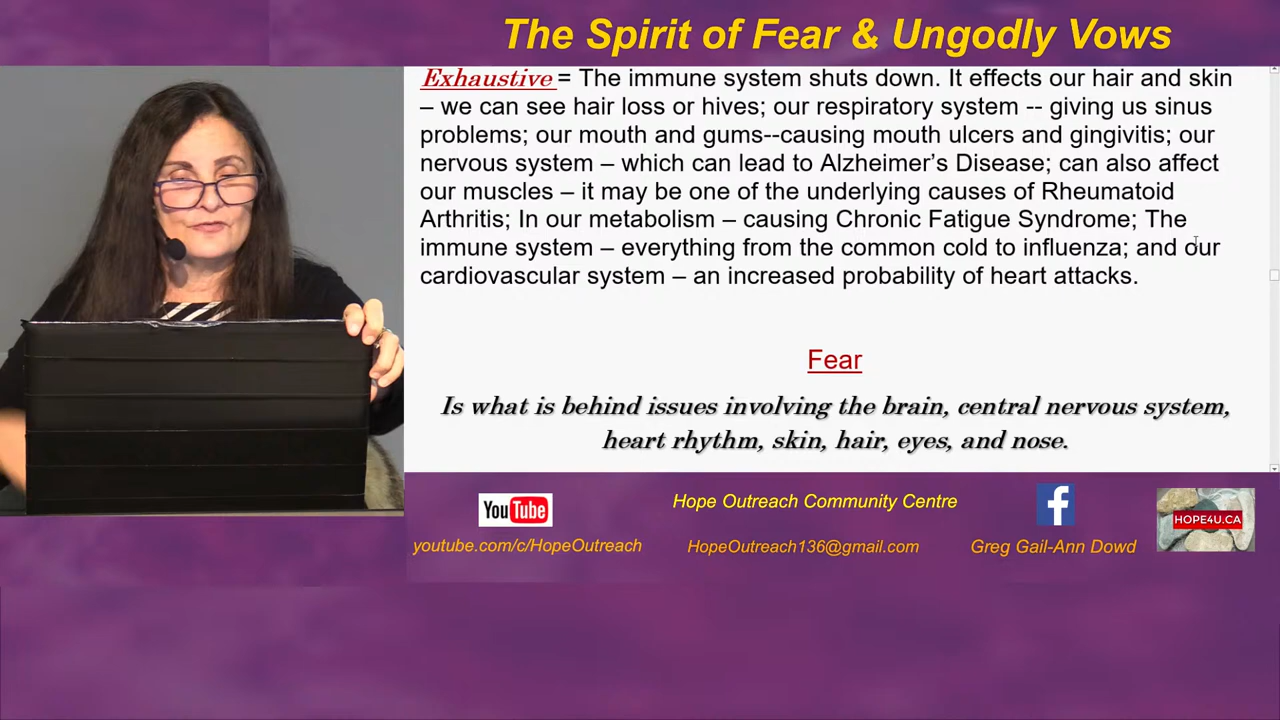 The Spirit of Fear & Ungodly Vows
Exhaustive = The immune system shuts down. It effects our hair and skin
– we can see hair loss or hives; our respiratory system -- giving us sinus
problems; our mouth and gums--causing mouth ulcers and gingivitis; our
nervous system – which can lead to Alzheimer’s Disease; can also affect
our muscles – it may be one of the underlying causes of Rheumatoid
Arthritis; In our metabolism – causing Chronic Fatigue Syndrome; The
immune system – everything from the common cold to influenza; and our
cardiovascular system – an increased probability of heart attacks.
Fear
Is what is behind issues involving the brain, central nervous system,
heart rhythm, skin, hair, eyes, and nose.
YouTube
youtube.com/c/HopeOutreach
Hope Outreach Community Centre
HopeOutreach136@gmail.com
f
Greg Gail-Ann Dowd
HOPE4U.CA